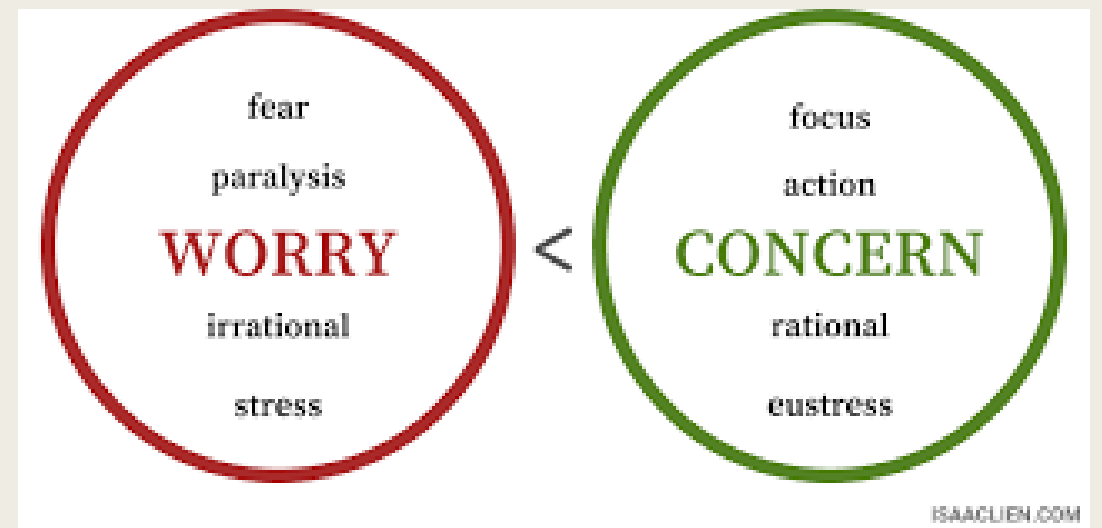 fear
paralysis
WORRY
irrational
stress
<
focus
action
CONCERN
rational
eustress
ISAACLIEN.COM